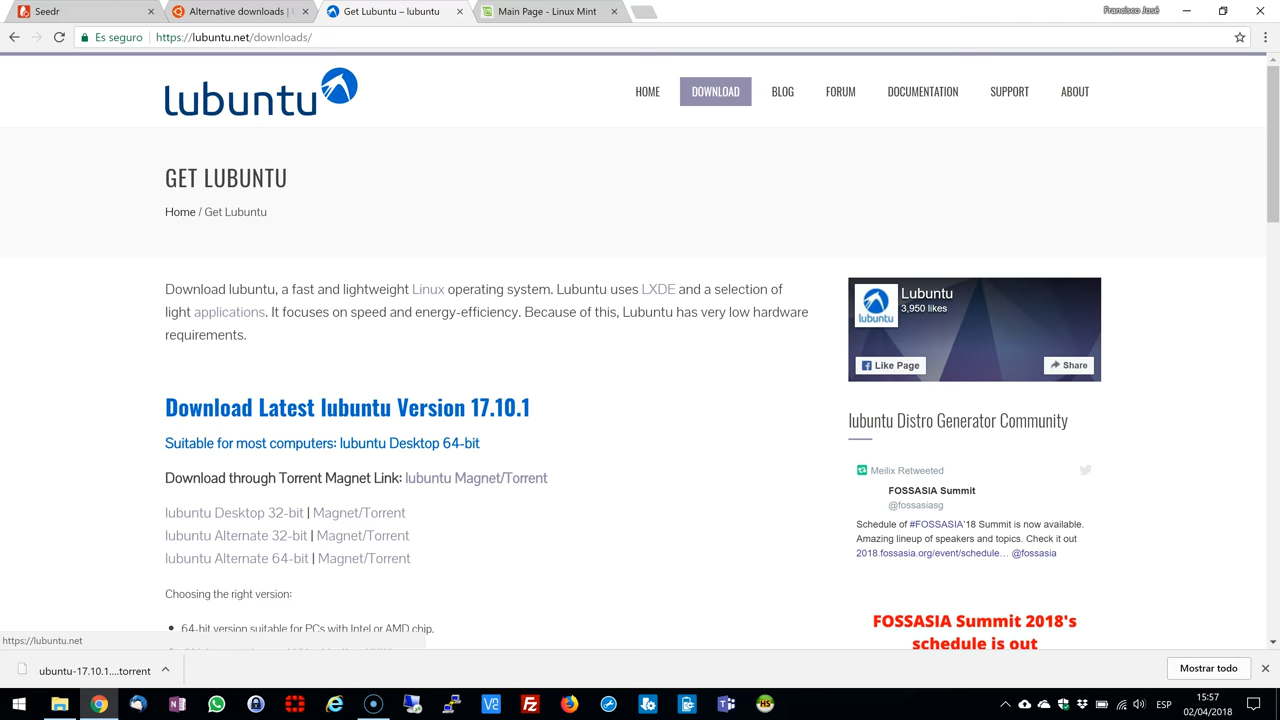 Seedr
Alternative downloads U
Get Lubuntu – lubuntu
Main Page - Linux Mint
Francisco José
Es seguro
https://lubuntu.net/downloads/
lubuntu
HOME
DOWNLOAD
BLOG
FORUM
DOCUMENTATION
SUPPORT
ABOUT
GET LUBUNTU
Home / Get Lubuntu
Download lubuntu, a fast and lightweight Linux operating system. Lubuntu uses LXDE and a selection of
light applications. It focuses on speed and energy-efficiency. Because of this, Lubuntu has very low hardware
requirements.
Download Latest lubuntu Version 17.10.1
Suitable for most computers: lubuntu Desktop 64-bit
Download through Torrent Magnet Link: lubuntu Magnet/Torrent
lubuntu Desktop 32-bit | Magnet/Torrent
lubuntu Alternate 32-bit | Magnet/Torrent
lubuntu Alternate 64-bit | Magnet/Torrent
Choosing the right version:
64-bit version suitable for PCs with Intel or AMD chip.
lubuntu
Lubuntu
3,950 likes
Like Page
Share
lubuntu Distro Generator Community
Meilix Retweeted
FOSSASIA Summit
@fossasiasg
Schedule of #FOSSASIA'18 Summit is now available.
Amazing lineup of speakers and topics. Check it out
2018.fossasia.org/event/schedule… @fossasia
FOSSASIA Summit 2018's
schedule is out
https://lubuntu.net
ubuntu-17.10.1....torrent
Mostrar todo
ESP
15:57
02/04/2018